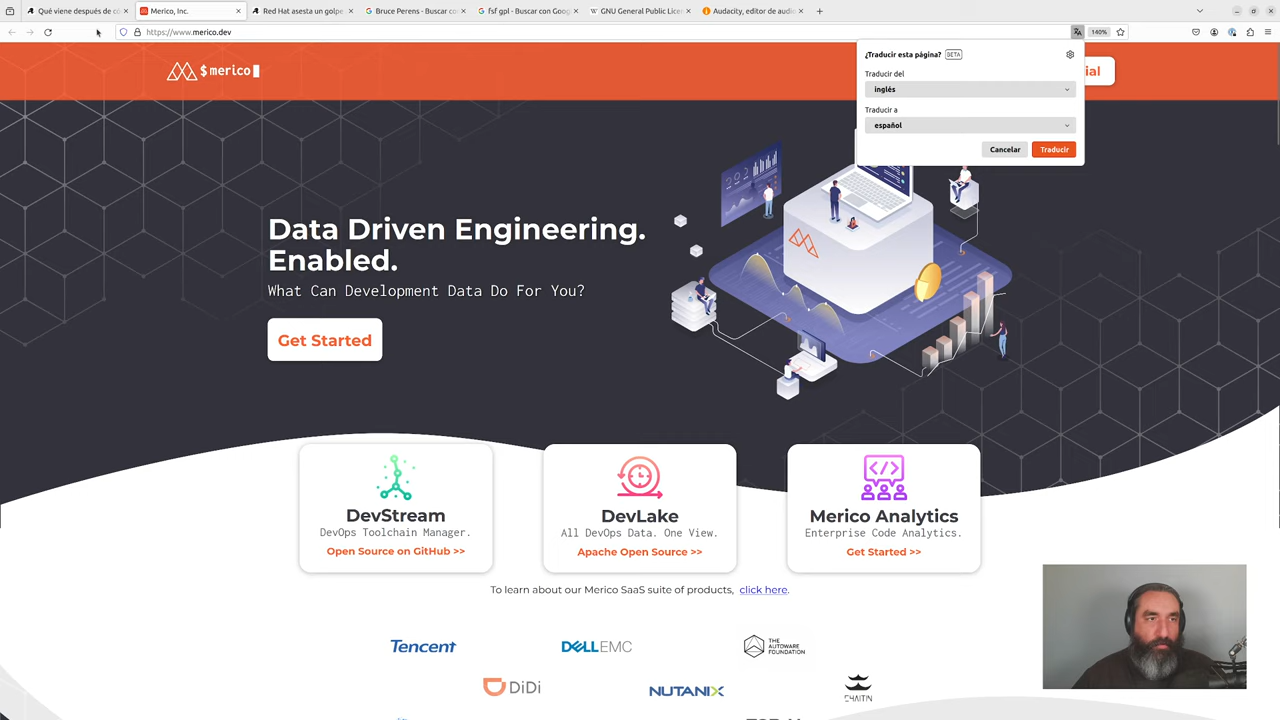 Qué viene después de có
Merico, Inc.
Red Hat asesta un golpe
Bruce Perens - Buscar co
fsf gpl - Buscar con Goog
GNU General Public Licen
Audacity, editor de audio
https://www.merico.dev
140%
¿Traducir esta página? BETA
Traducir del
inglés
Traducir a
español
Cancelar
Traducir
$ merico
ial
Data Driven Engineering.
Enabled.
What Can Development Data Do For You?
Get Started
DevStream
DevOps Toolchain Manager.
Open Source on GitHub >>
DevLake
All DevOps Data. One View.
Apache Open Source >>
Merico Analytics
Enterprise Code Analytics.
Get Started >>
To learn about our Merico SaaS suite of products, click here.
Tencent
DELLEMC
THE AUTOWARE FOUNDATION
DiDi
NUTANIX
CHAITIN